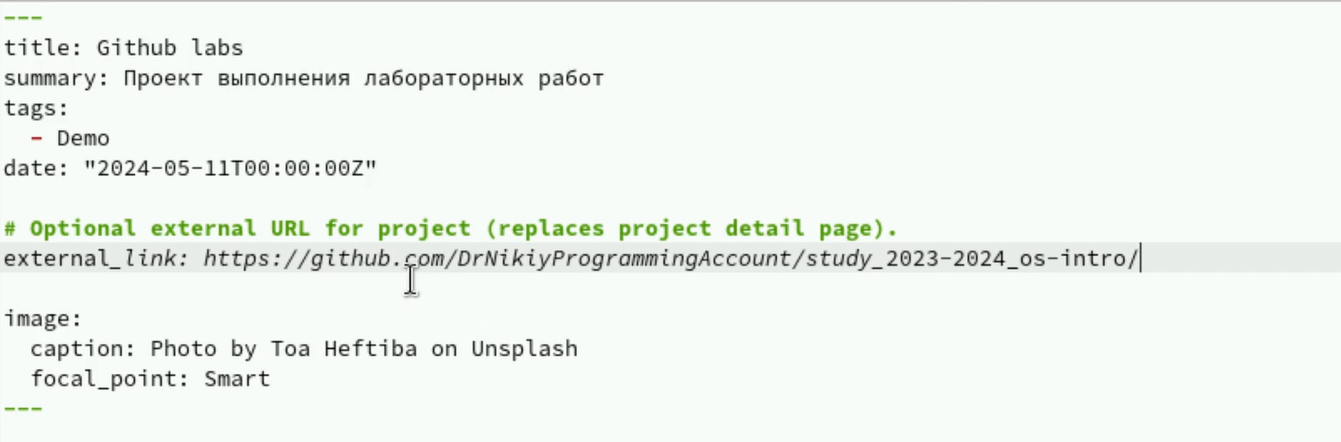 ---
title: Github labs
summary: Проект выполнения лабораторных работ
tags:
  - Demo
date: "2024-05-11T00:00:00Z"

# Optional external URL for project (replaces project detail page).
external_link: https://github.com/DrNikiyProgrammingAccount/study_2023-2024_os-intro/

image:
  caption: Photo by Toa Heftiba on Unsplash
  focal_point: Smart
---